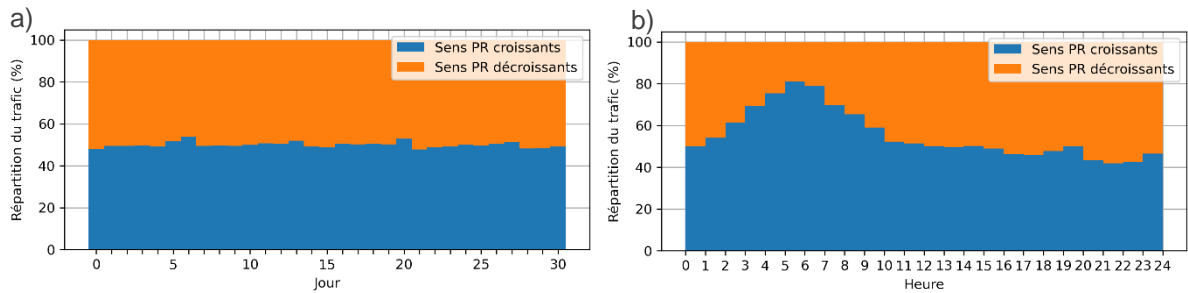 a)
Répartition du trafic (%)
100
80
60
40
20
0
Sens PR croissants
Sens PR décroissants
0 5 10 15 20 25 30
Jour
b)
Répartition du trafic (%)
100
80
60
40
20
0
Sens PR croissants
Sens PR décroissants
0 1 2 3 4 5 6 7 8 9 10 11 12 13 14 15 16 17 18 19 20 21 22 23 24
Heure